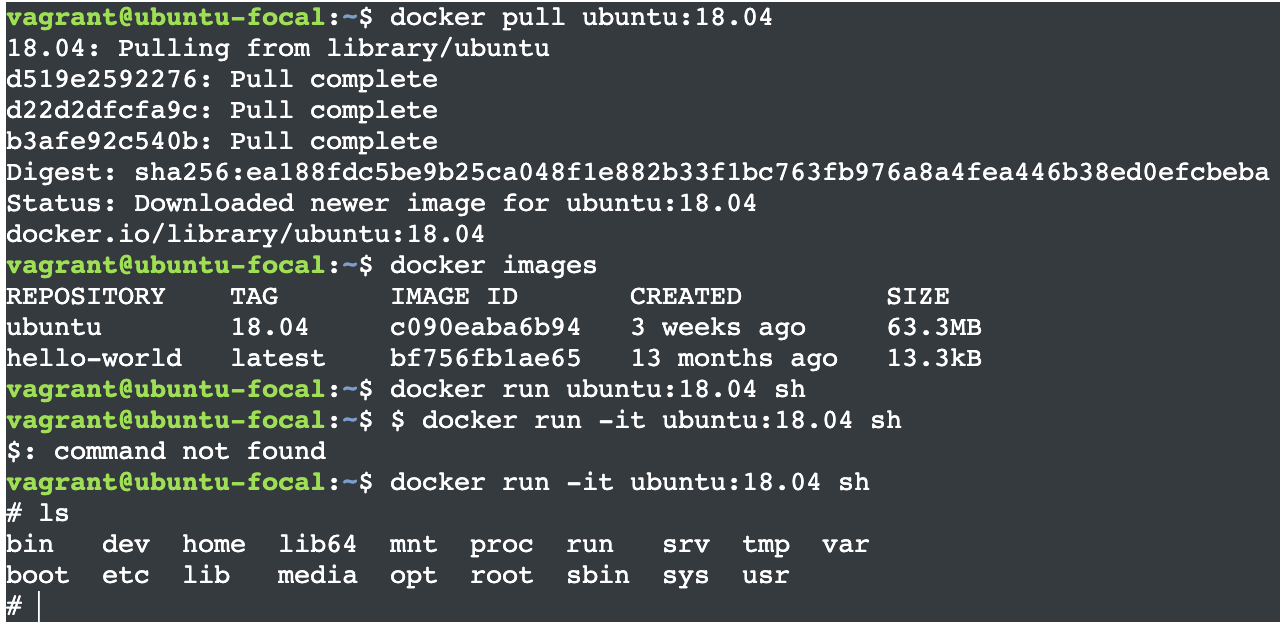 vagrant@ubuntu-focal:~$ docker pull ubuntu:18.04
18.04: Pulling from library/ubuntu
d519e2592276: Pull complete
d22d2dfcfa9c: Pull complete
b3afe92c540b: Pull complete
Digest: sha256:ea188fdc5be9b25ca048f1e882b33f1bc763fb976a8a4fea446b38ed0efcbeba
Status: Downloaded newer image for ubuntu:18.04
docker.io/library/ubuntu:18.04
vagrant@ubuntu-focal:~$ docker images
REPOSITORY    TAG       IMAGE ID       CREATED         SIZE
ubuntu        18.04     c090eaba6b94   3 weeks ago     63.3MB
hello-world   latest    bf756fb1ae65   13 months ago   13.3kB
vagrant@ubuntu-focal:~$ docker run ubuntu:18.04 sh
vagrant@ubuntu-focal:~$ $ docker run -it ubuntu:18.04 sh
$: command not found
vagrant@ubuntu-focal:~$ docker run -it ubuntu:18.04 sh
# ls
bin   dev  home  lib64  mnt  proc  run   srv  tmp  var
boot  etc  lib   media  opt  root  sbin  sys  usr
#